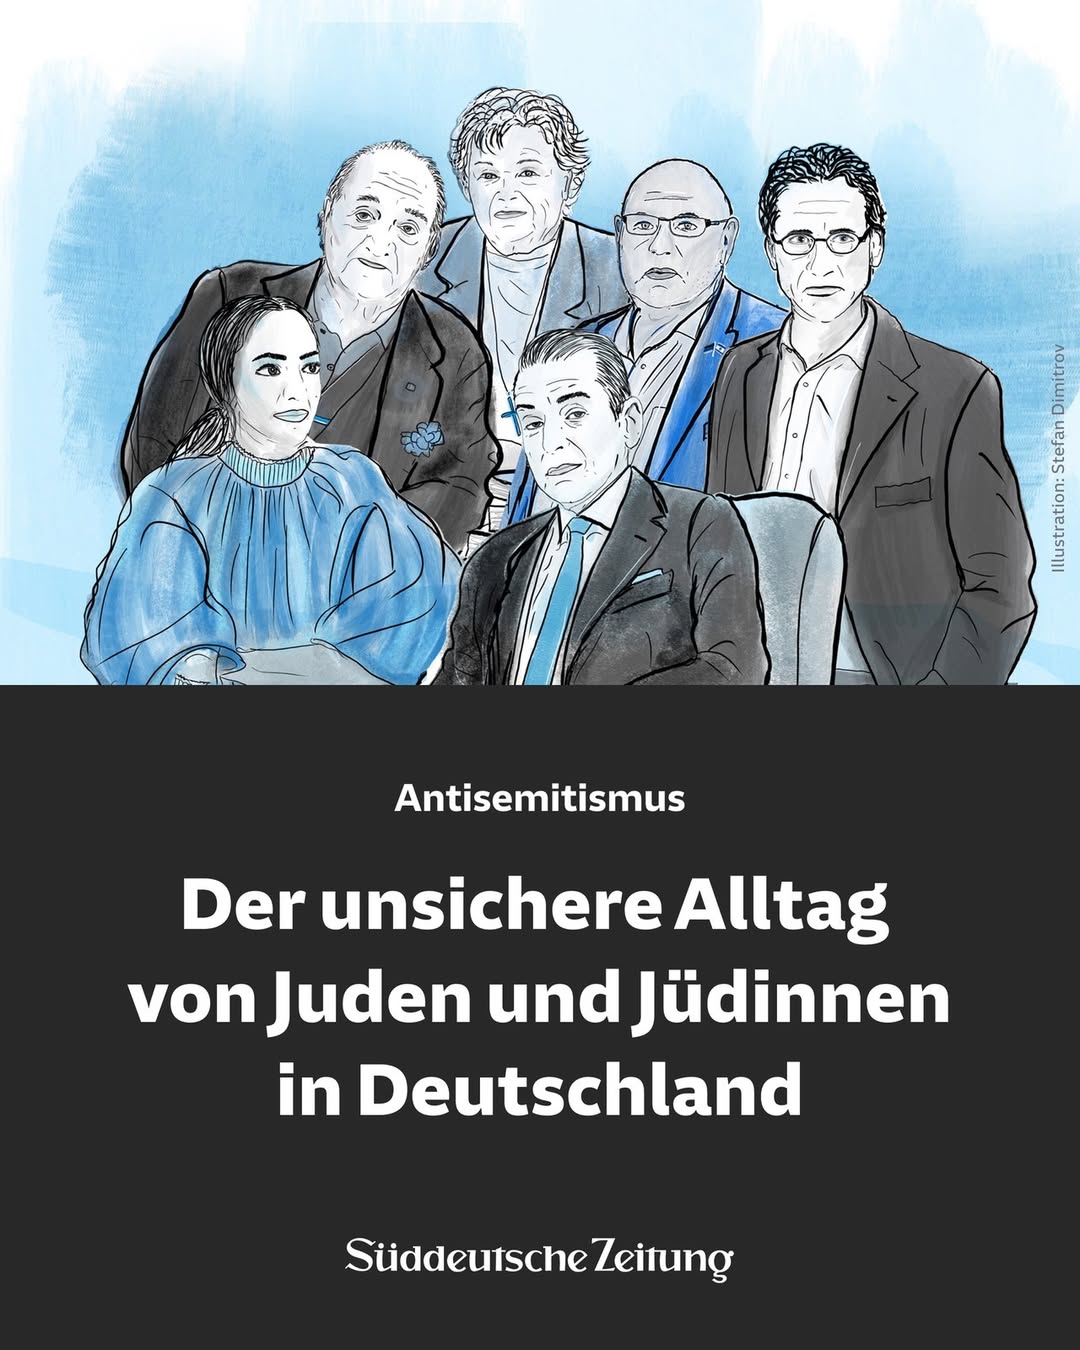 Illustration: Stefan Dimitrov
Antisemitismus
Der unsichere Alltag
von Juden und Jüdinnen
in Deutschland
Süddeutsche Zeitung